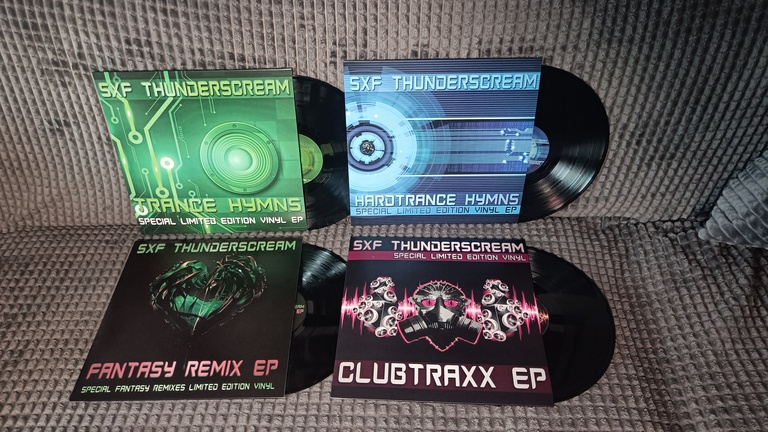 SXF THUNDERSCREAM
TRANCE HYMNS
SPECIAL LIMITED EDITION VINYL EP
SXF THUNDERSCREAM
HARDTRANCE HYMNS
SPECIAL LIMITED EDITION VINYL EP
SXF THUNDERSCREAM
FANTASY REMIX EP
SPECIAL FANTASY REMIXES LIMITED EDITION VINYL
SXF THUNDERSCREAM
SPECIAL LIMITED EDITION VINYL
CLUBTRAXX EP